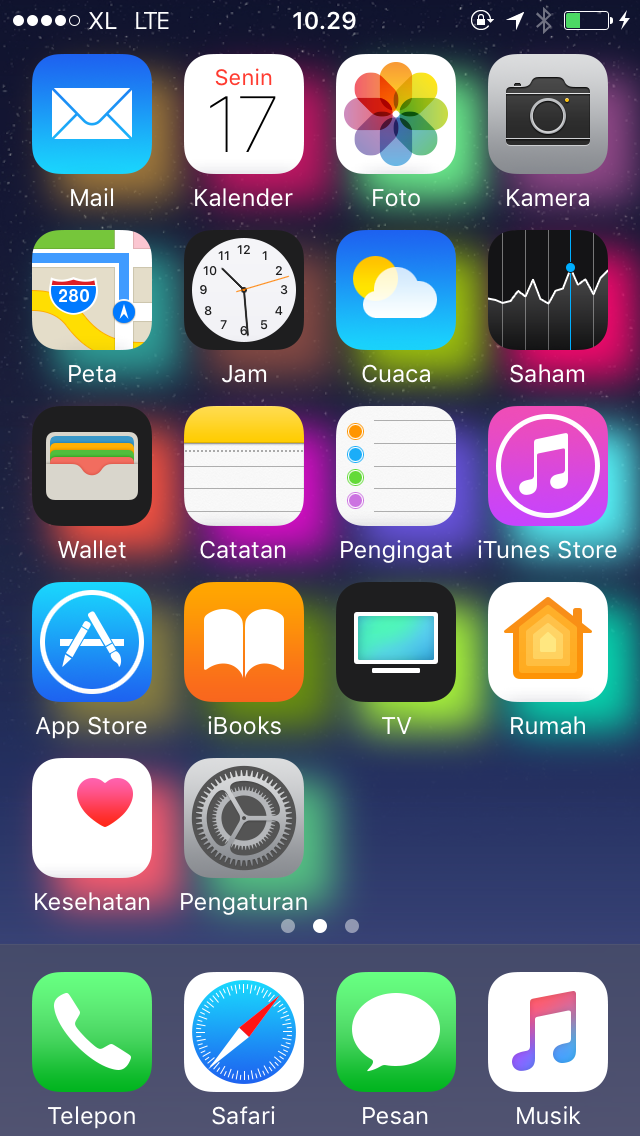 XL LTE 10.29
Senin
17
Mail Kalender Foto Kamera
280
12
11 1
10 2
9 3
8 4
7 5
6
Peta Jam Cuaca Saham
Wallet Catatan Pengingat iTunes Store
App Store iBooks TV Rumah
Kesehatan Pengaturan
Telepon Safari Pesan Musik